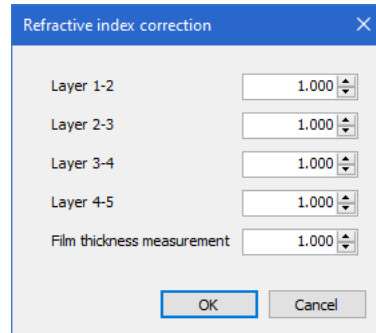 Refractive index correction
Layer 1-2 1.000
Layer 2-3 1.000
Layer 3-4 1.000
Layer 4-5 1.000
Film thickness measurement 1.000
OK Cancel